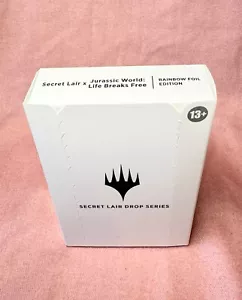 Secret Lair x
Jurassic World:
Life Breaks Free
RAINBOW FOIL
EDITION
13+
SECRET LAIR DROP SERIES